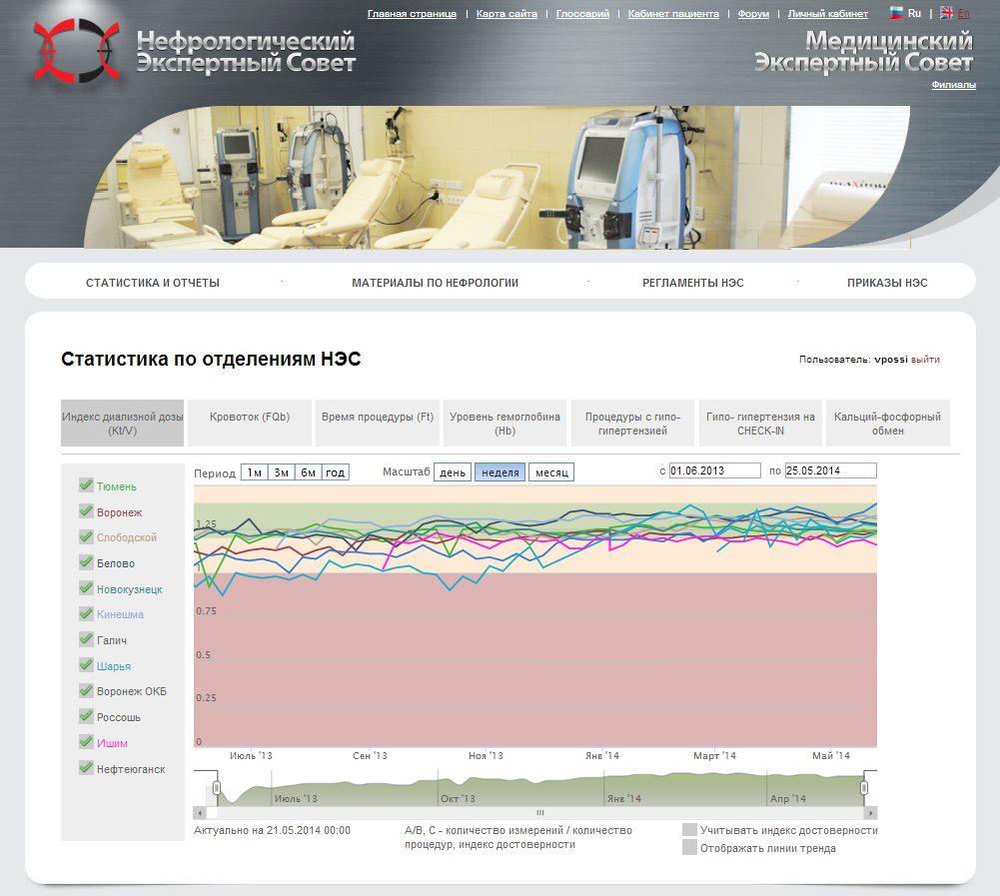 Главная страница | Карта сайта | Глоссарий | Кабинет пациента | Форум | Личный кабинет Ru | En
Нефрологический
Экспертный Совет
Медицинский
Экспертный Совет
Филиалы
СТАТИСТИКА И ОТЧЕТЫ · МАТЕРИАЛЫ ПО НЕФРОЛОГИИ · РЕГЛАМЕНТЫ НЭС · ПРИКАЗЫ НЭС
Статистика по отделениям НЭС
Пользователь: vpossi выйти
Индекс диализной дозы
(Kt/V)
Кровоток (FQb)
Время процедуры (Ft)
Уровень гемоглобина
(Hb)
Процедуры с гипо-
гипертензией
Гипо- гипертензия на
CHECK-IN
Кальций-фосфорный
обмен
Тюмень
Воронеж
Слободской
Белово
Новокузнецк
Кинешма
Галич
Шарья
Воронеж ОКБ
Россошь
Ишим
Нефтеюганск
Период 1м 3м 6м год
Масштаб день неделя месяц
с 01.06.2013 по 25.05.2014
1.25
1
0.75
0.5
0.25
0
Июль '13 Сен '13 Ноя '13 Янв '14 Март '14 Май '14
Июль '13 Окт '13 Янв '14 Апр '14
Актуально на 21.05.2014 00:00
A/B, C - количество измерений / количество
процедур, индекс достоверности
Учитывать индекс достоверности
Отображать линии тренда